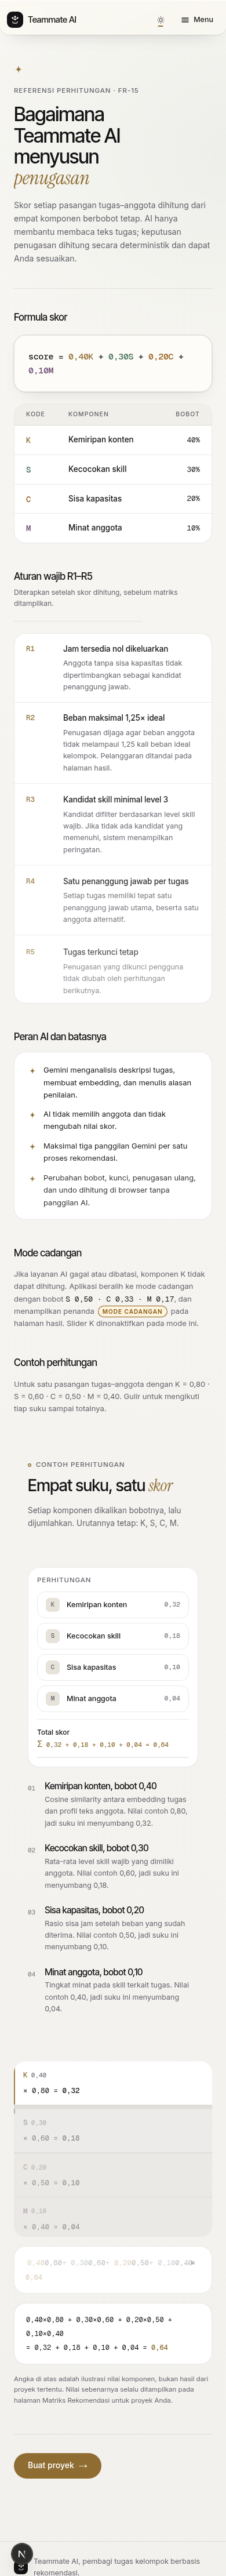 Teammate AI
Menu
REFERENSI PERHITUNGAN · FR-15
Bagaimana
Teammate AI
menyusun
penugasan
Skor setiap pasangan tugas–anggota dihitung dari
empat komponen berbobot tetap. AI hanya
membantu membaca teks tugas; keputusan
penugasan dihitung secara deterministik dan dapat
Anda sesuaikan.
Formula skor
score = 0,40K + 0,30S + 0,20C +
0,10M
KODE KOMPONEN BOBOT
K Kemiripan konten 40%
S Kecocokan skill 30%
C Sisa kapasitas 20%
M Minat anggota 10%
Aturan wajib R1–R5
Diterapkan setelah skor dihitung, sebelum matriks
ditampilkan.
R1 Jam tersedia nol dikeluarkan
Anggota tanpa sisa kapasitas tidak
dipertimbangkan sebagai kandidat
penanggung jawab.
R2 Beban maksimal 1,25× ideal
Penugasan dijaga agar beban anggota
tidak melampaui 1,25 kali beban ideal
kelompok. Pelanggaran ditandai pada
halaman hasil.
R3 Kandidat skill minimal level 3
Kandidat difilter berdasarkan level skill
wajib. Jika tidak ada kandidat yang
memenuhi, sistem menampilkan
peringatan.
R4 Satu penanggung jawab per tugas
Setiap tugas memiliki tepat satu
penanggung jawab utama, beserta satu
anggota alternatif.
R5 Tugas terkunci tetap
Penugasan yang dikunci pengguna
tidak diubah oleh perhitungan
berikutnya.
Peran AI dan batasnya
Gemini menganalisis deskripsi tugas,
membuat embedding, dan menulis alasan
penilaian.
AI tidak memilih anggota dan tidak
mengubah nilai skor.
Maksimal tiga panggilan Gemini per satu
proses rekomendasi.
Perubahan bobot, kunci, penugasan ulang,
dan undo dihitung di browser tanpa
panggilan AI.
Mode cadangan
Jika layanan AI gagal atau dibatasi, komponen K tidak
dapat dihitung. Aplikasi beralih ke mode cadangan
dengan bobot S 0,50 · C 0,33 · M 0,17, dan
menampilkan penanda MODE CADANGAN pada
halaman hasil. Slider K dinonaktifkan pada mode ini.
Contoh perhitungan
Untuk satu pasangan tugas–anggota dengan K = 0,80 ·
S = 0,60 · C = 0,50 · M = 0,40. Gulir untuk mengikuti
tiap suku sampai totalnya.
CONTOH PERHITUNGAN
Empat suku, satu skor
Setiap komponen dikalikan bobotnya, lalu
dijumlahkan. Urutannya tetap: K, S, C, M.
PERHITUNGAN
K Kemiripan konten 0,32
S Kecocokan skill 0,18
C Sisa kapasitas 0,10
M Minat anggota 0,04
Total skor
Σ 0,32 + 0,18 + 0,10 + 0,04 = 0,64
01 Kemiripan konten, bobot 0,40
Cosine similarity antara embedding tugas
dan profil teks anggota. Nilai contoh 0,80,
jadi suku ini menyumbang 0,32.
02 Kecocokan skill, bobot 0,30
Rata-rata level skill wajib yang dimiliki
anggota. Nilai contoh 0,60, jadi suku ini
menyumbang 0,18.
03 Sisa kapasitas, bobot 0,20
Rasio sisa jam setelah beban yang sudah
diterima. Nilai contoh 0,50, jadi suku ini
menyumbang 0,10.
04 Minat anggota, bobot 0,10
Tingkat minat pada skill terkait tugas. Nilai
contoh 0,40, jadi suku ini menyumbang
0,04.
K 0,40
× 0,80 = 0,32
S 0,30
× 0,60 = 0,18
C 0,20
× 0,50 = 0,10
M 0,10
× 0,40 = 0,04
0,64
0,40×0,80 + 0,30×0,60 + 0,20×0,50 +
0,10×0,40
= 0,32 + 0,18 + 0,10 + 0,04 = 0,64
Angka di atas adalah ilustrasi nilai komponen, bukan hasil dari
proyek tertentu. Nilai sebenarnya selalu ditampilkan pada
halaman Matriks Rekomendasi untuk proyek Anda.
Buat proyek →
N
Teammate AI, pembagi tugas kelompok berbasis
rekomendasi.